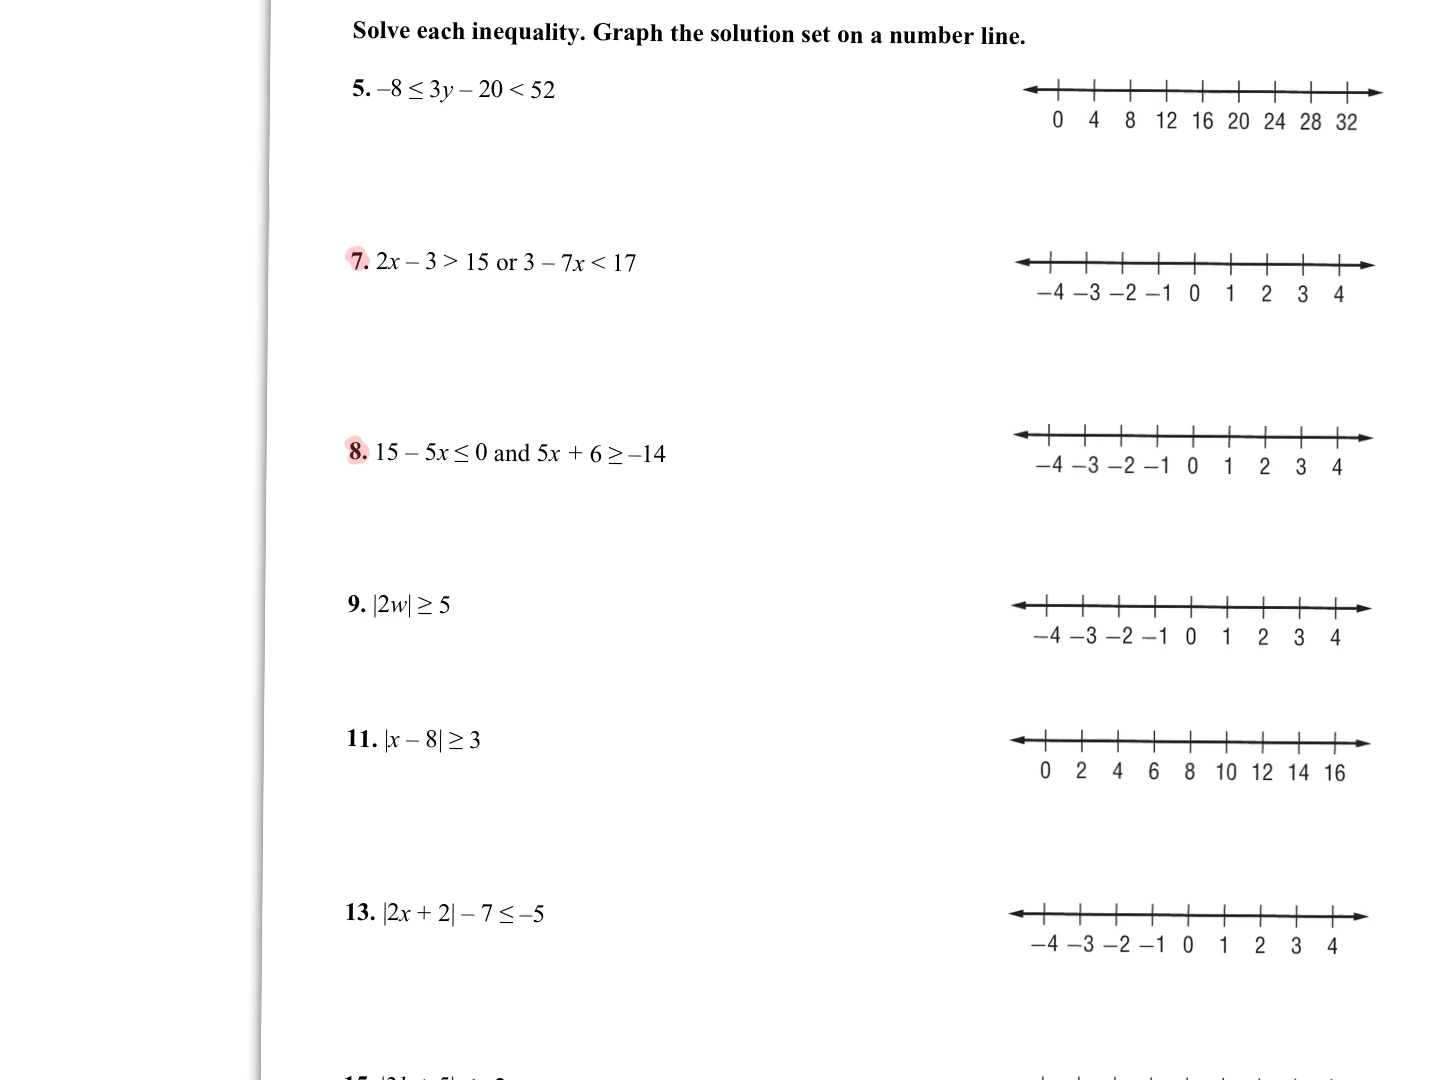 Solve each inequality. Graph the solution set on a number line.
5. –8 ≤ 3y – 20 < 52
0 4 8 12 16 20 24 28 32
7. 2x – 3 > 15 or 3 – 7x < 17
–4 –3 –2 –1 0 1 2 3 4
8. 15 – 5x ≤ 0 and 5x + 6 ≥ –14
–4 –3 –2 –1 0 1 2 3 4
9. |2w| ≥ 5
–4 –3 –2 –1 0 1 2 3 4
11. |x – 8| ≥ 3
0 2 4 6 8 10 12 14 16
13. |2x + 2| – 7 ≤ –5
–4 –3 –2 –1 0 1 2 3 4